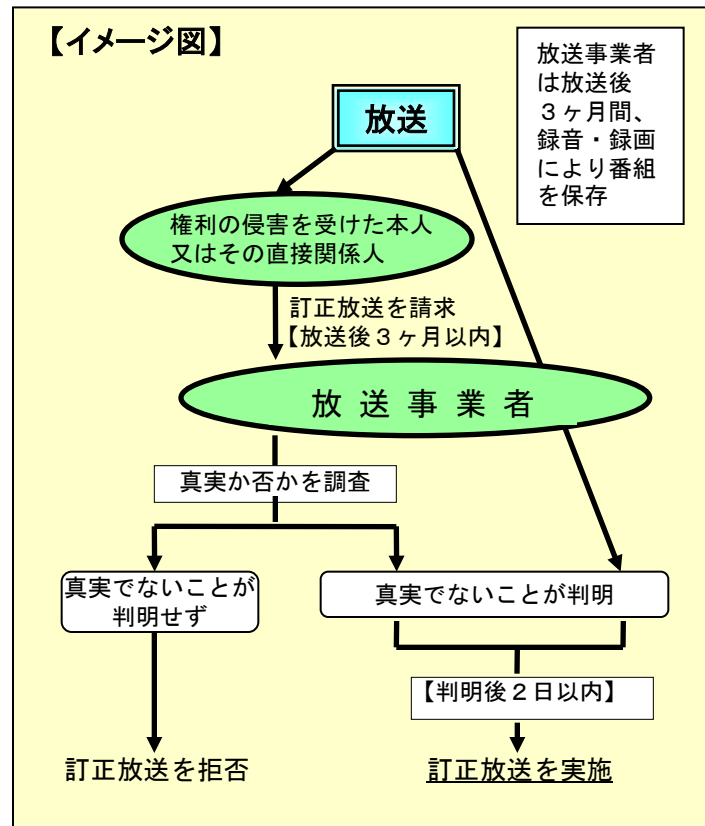 【イメージ図】
放送事業者
は放送後
３ヶ月間、
録音・録画
により番組
を保存
放送
権利の侵害を受けた本人
又はその直接関係人
訂正放送を請求
【放送後３ヶ月以内】
放送事業者
真実か否かを調査
真実でないことが
判明せず
真実でないことが判明
【判明後２日以内】
訂正放送を拒否
訂正放送を実施